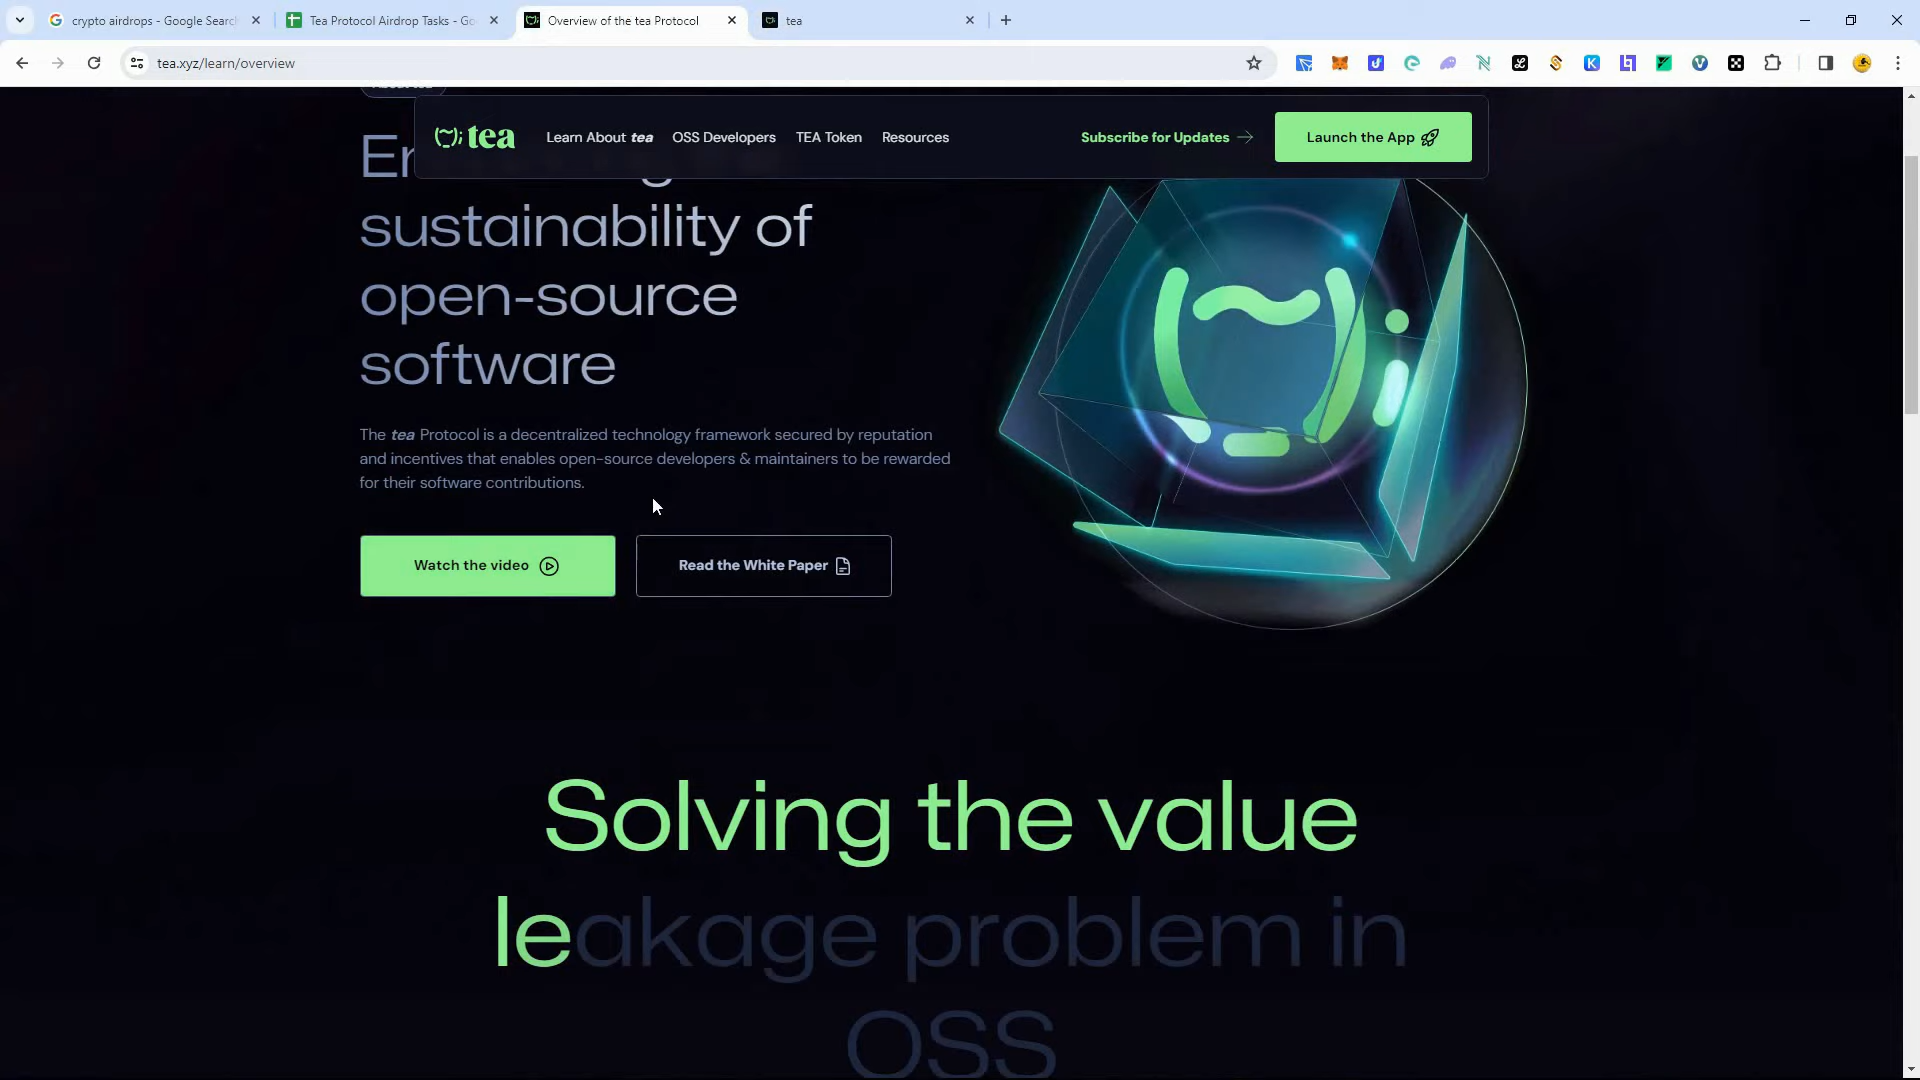 crypto airdrops - Google Search
Tea Protocol Airdrop Tasks - Go
Overview of the tea Protocol
tea
tea.xyz/learn/overview
tea
Learn About tea
OSS Developers
TEA Token
Resources
Subscribe for Updates
Launch the App
sustainability of
open-source
software
The tea Protocol is a decentralized technology framework secured by reputation
and incentives that enables open-source developers & maintainers to be rewarded
for their software contributions.
Watch the video
Read the White Paper
Solving the value
leakage problem in
OSS